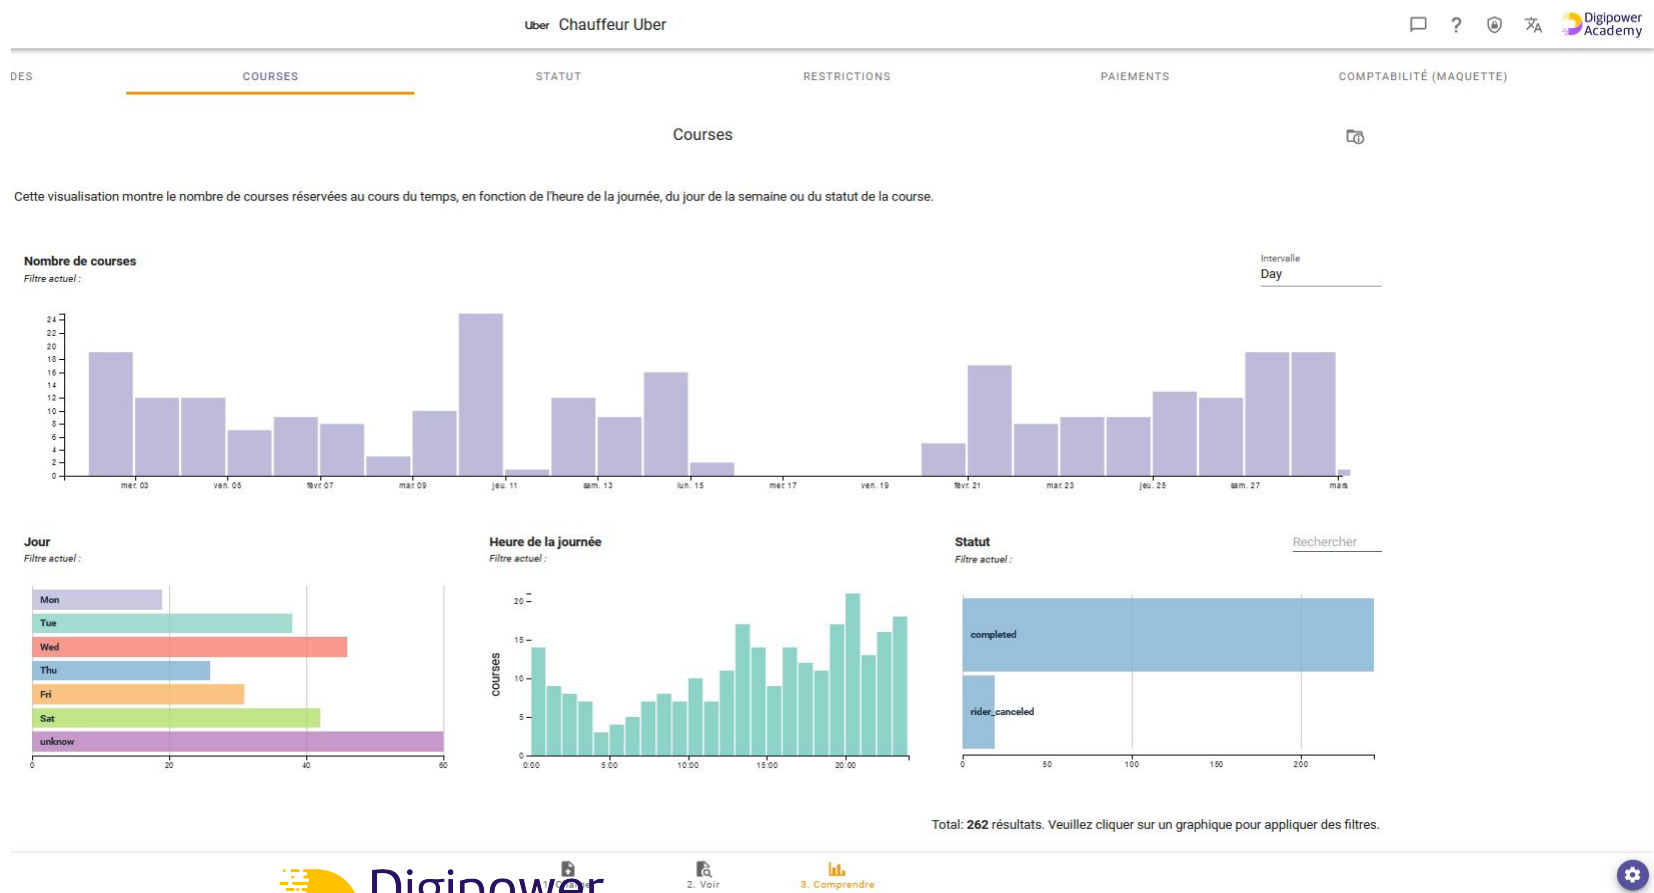 Uber Chauffeur Uber
Digipower
Academy
DES COURSES STATUT RESTRICTIONS PAIEMENTS COMPTABILITÉ (MAQUETTE)
Courses
Cette visualisation montre le nombre de courses réservées au cours du temps, en fonction de l'heure de la journée, du jour de la semaine ou du statut de la course.
Nombre de courses
Filtre actuel :
Intervalle
Day
24
22
20
18
16
14
12
10
8
6
4
2
0
mer. 03 ven. 05 févr. 07 mar. 09 jeu. 11 sam. 13 lun. 15 mer. 17 ven. 19 févr. 21 mar. 23 jeu. 25 sam. 27 mars
Jour
Filtre actuel :
Mon
Tue
Wed
Thu
Fri
Sat
unknow
0 20 40 60
Heure de la journée
Filtre actuel :
courses
20
15
10
5
0
0:00 5:00 10:00 15:00 20:00
Statut
Filtre actuel :
Rechercher
completed
rider_canceled
0 50 100 150 200
Total: 262 résultats. Veuillez cliquer sur un graphique pour appliquer des filtres.
Digipower
2. Voir
3. Comprendre